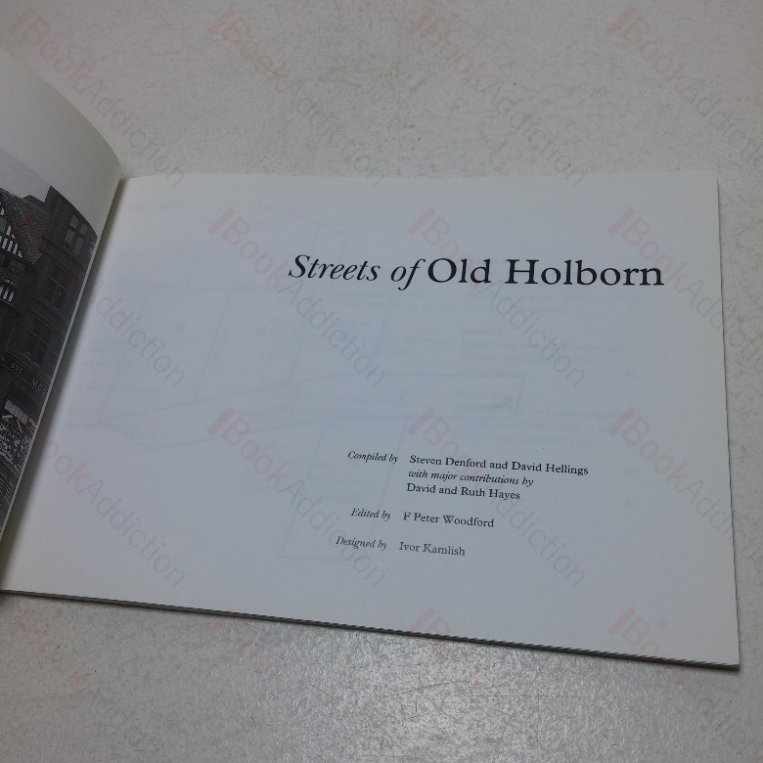 Streets of Old Holborn
Compiled by Steven Denford and David Hellings
with major contributions by
David and Ruth Hayes
Edited by F Peter Woodford
Designed by Ivor Kamlish
BookAddiction